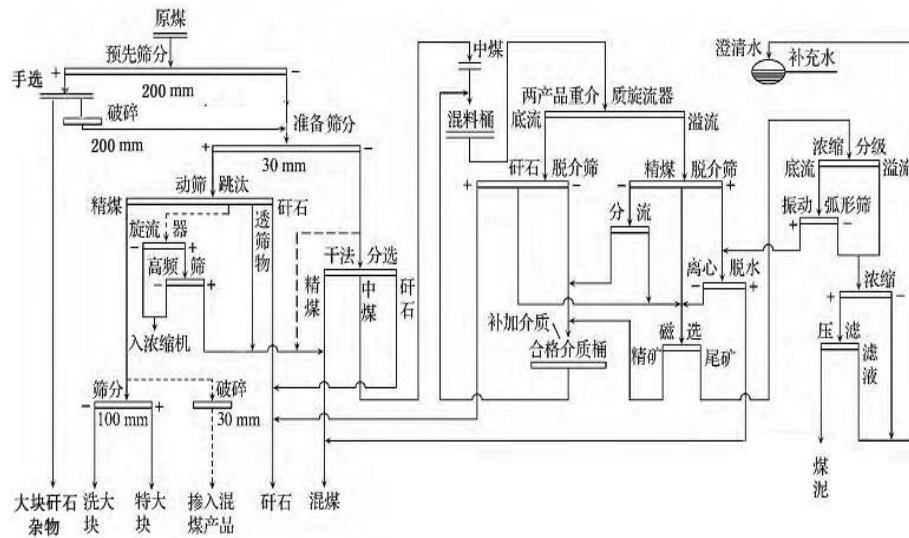 原煤
预先筛分
+ -
手选
200 mm
破碎
200 mm
准备筛分
+ -
30 mm
动筛 跳汰
精煤 矸石
旋流 器
- +
高频 筛
- +
透筛物
入浓缩机
干法 分选
精煤
中煤
矸石
筛分
- +
100 mm
破碎
30 mm
大块矸石
杂物
洗大
块
特大
块
掺入混
煤产品
矸石
混煤
中煤
混料桶
两产品重介 质旋流器
底流 溢流
矸石 脱介筛
+ -
精煤 脱介筛
- +
分 流
离心 脱水
- +
补加介质
合格介质桶
磁 选
精矿 尾矿
澄清水
补充水
浓缩 分级
底流 溢流
振动 弧形筛
+ -
浓缩
+ -
压 滤
滤液
煤泥